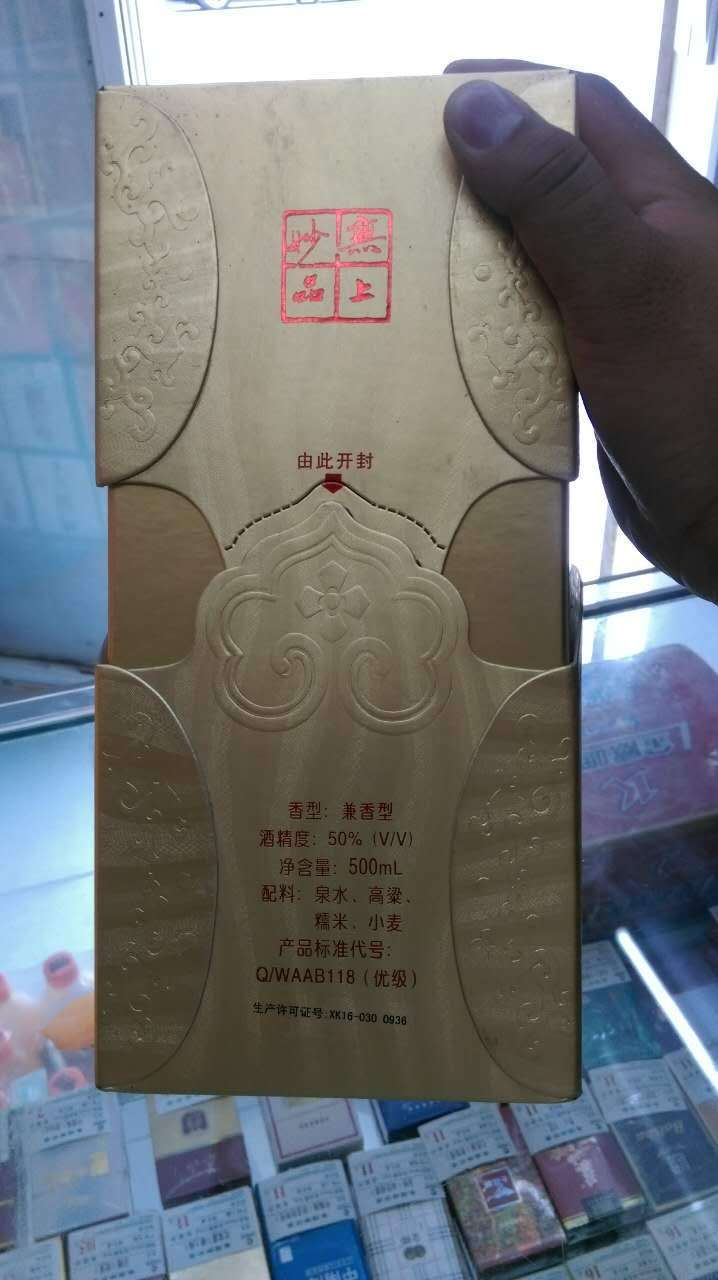 無上
妙品
由此开封
香型：兼香型
酒精度：50%（V/V）
净含量：500mL
配料：泉水、高粱、
糯米、小麦
产品标准代号：
Q/WAAB118（优级）
生产许可证号:XK16-030 0936